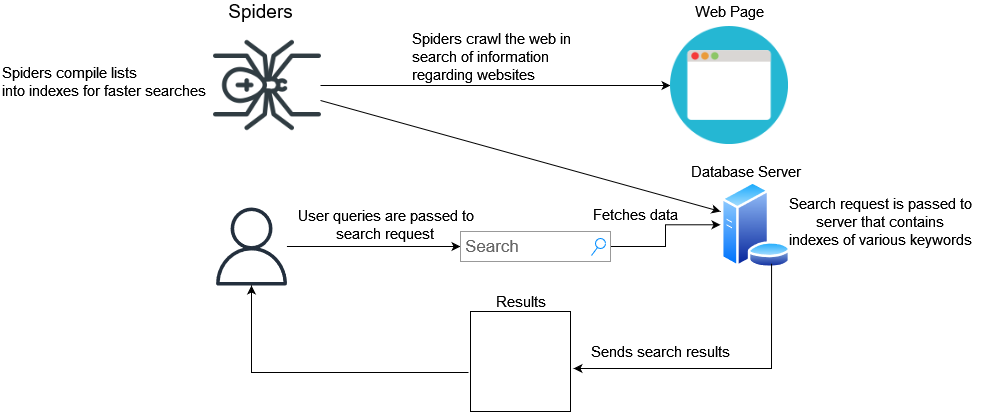 Spiders
Web Page
Spiders crawl the web in
search of information
regarding websites
Spiders compile lists
into indexes for faster searches
Database Server
Search request is passed to
server that contains
indexes of various keywords
User queries are passed to
search request
Search
Fetches data
Results
Sends search results